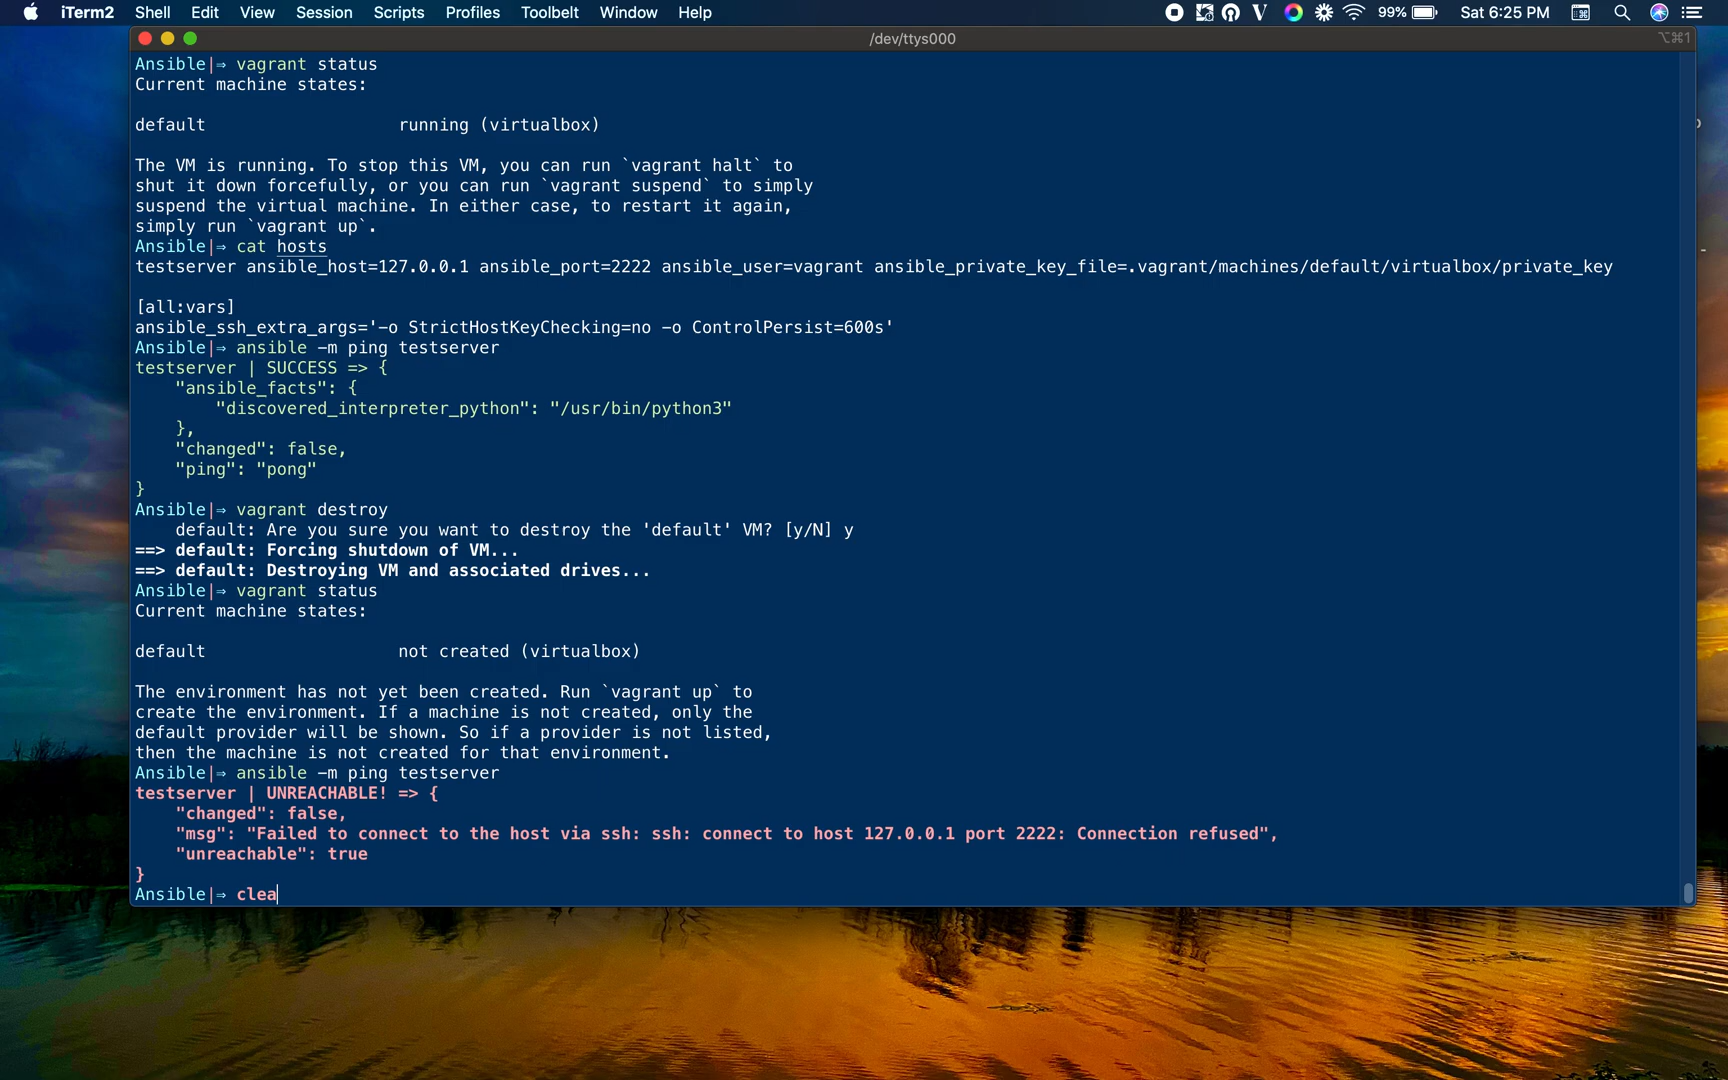 iTerm2 Shell Edit View Session Scripts Profiles Toolbelt Window Help V 99% Sat 6:25 PM
/dev/ttys000 ⌥⌘1
Ansible|⇒ vagrant status
Current machine states:
default                   running (virtualbox)
The VM is running. To stop this VM, you can run `vagrant halt` to
shut it down forcefully, or you can run `vagrant suspend` to simply
suspend the virtual machine. In either case, to restart it again,
simply run `vagrant up`.
Ansible|⇒ cat hosts
testserver ansible_host=127.0.0.1 ansible_port=2222 ansible_user=vagrant ansible_private_key_file=.vagrant/machines/default/virtualbox/private_key
[all:vars]
ansible_ssh_extra_args='-o StrictHostKeyChecking=no -o ControlPersist=600s'
Ansible|⇒ ansible -m ping testserver
testserver | SUCCESS => {
    "ansible_facts": {
        "discovered_interpreter_python": "/usr/bin/python3"
    },
    "changed": false,
    "ping": "pong"
}
Ansible|⇒ vagrant destroy
    default: Are you sure you want to destroy the 'default' VM? [y/N] y
==> default: Forcing shutdown of VM...
==> default: Destroying VM and associated drives...
Ansible|⇒ vagrant status
Current machine states:
default                   not created (virtualbox)
The environment has not yet been created. Run `vagrant up` to
create the environment. If a machine is not created, only the
default provider will be shown. So if a provider is not listed,
then the machine is not created for that environment.
Ansible|⇒ ansible -m ping testserver
testserver | UNREACHABLE! => {
    "changed": false,
    "msg": "Failed to connect to the host via ssh: ssh: connect to host 127.0.0.1 port 2222: Connection refused",
    "unreachable": true
}
Ansible|⇒ clea